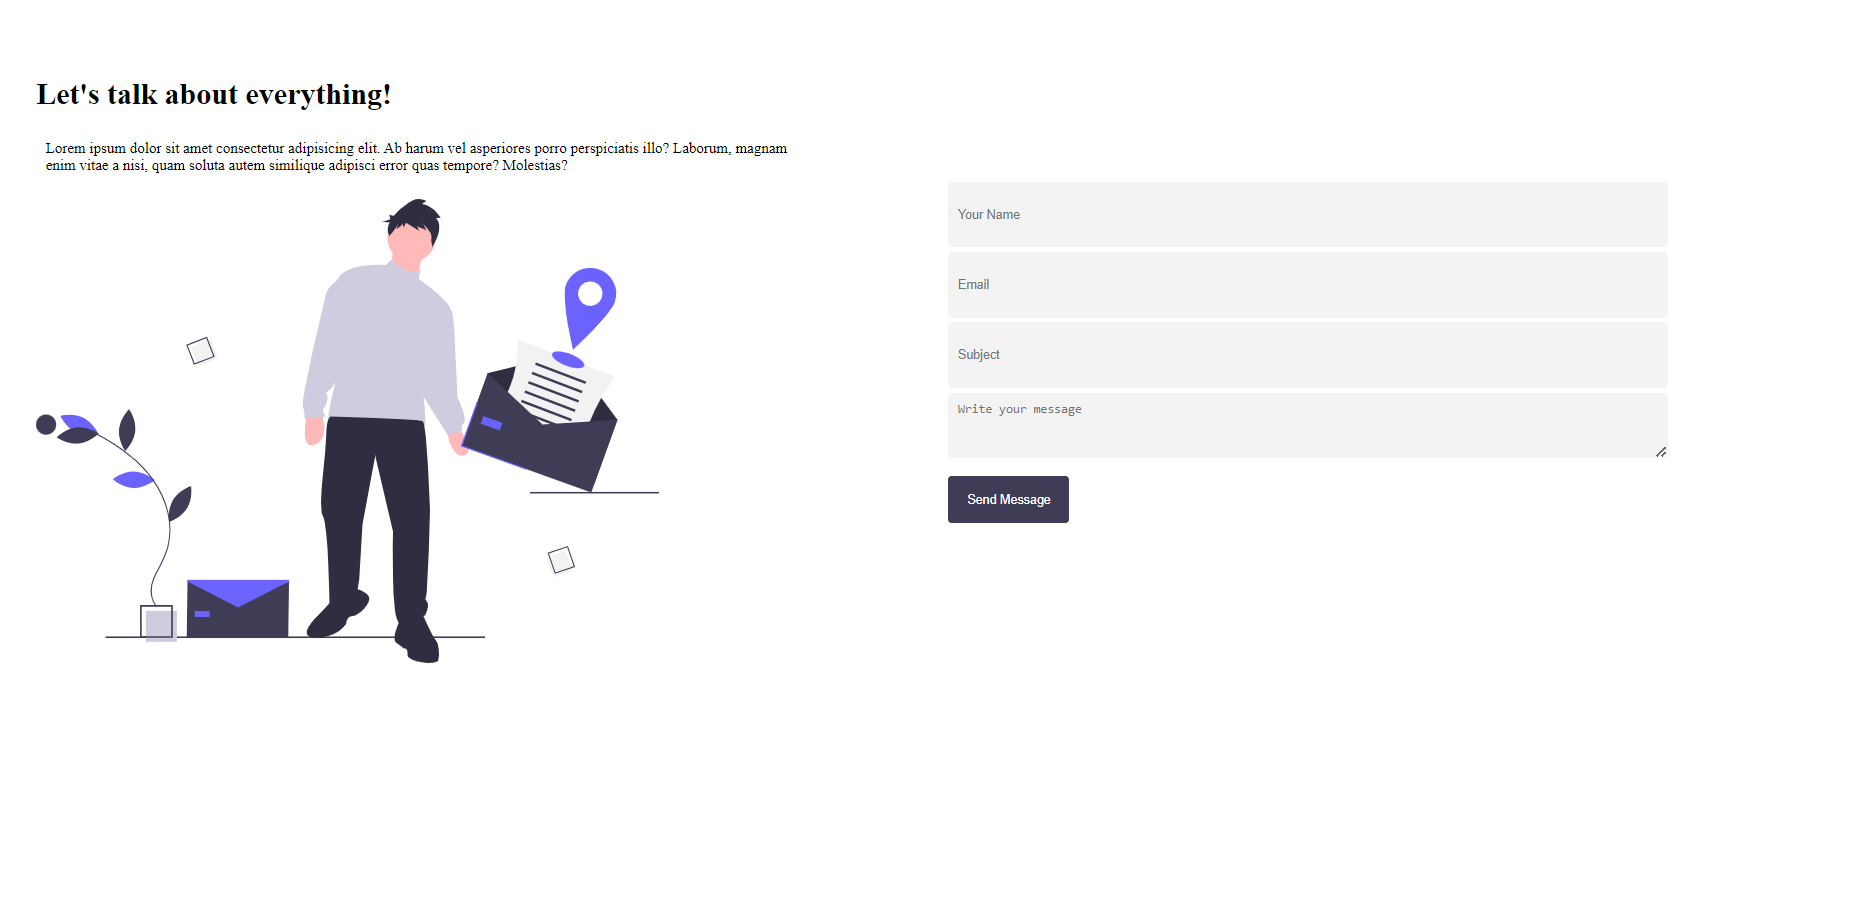 Let's talk about everything!
Lorem ipsum dolor sit amet consectetur adipisicing elit. Ab harum vel asperiores porro perspiciatis illo? Laborum, magnam
enim vitae a nisi, quam soluta autem similique adipisci error quas tempore? Molestias?
Your Name
Email
Subject
Write your message
Send Message